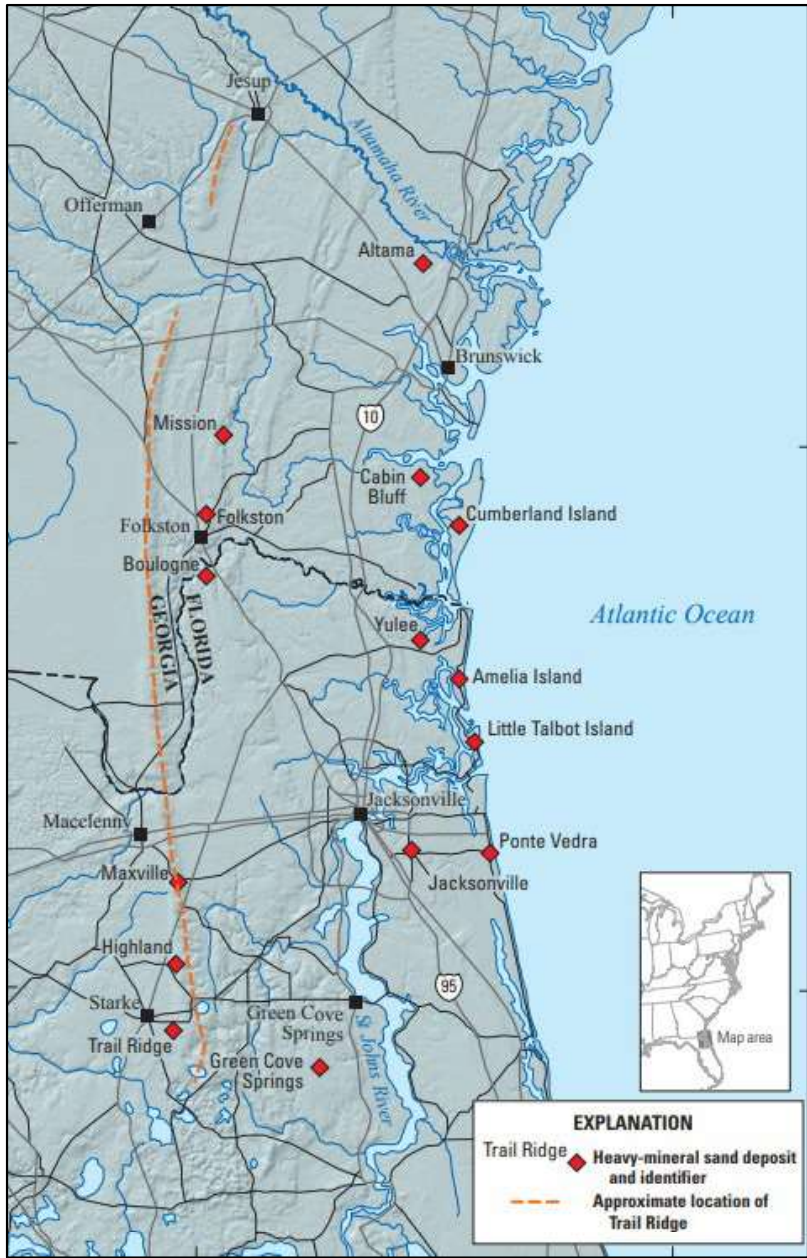 Jesup
Altamaha River
Offerman
Altama
Brunswick
10
Mission
Cabin
Bluff
Folkston
Cumberland Island
Folkston
Boulogne
GEORGIA
FLORIDA
Atlantic Ocean
Yulee
Amelia Island
Little Talbot Island
Jacksonville
Macclenny
Ponte Vedra
Maxville
Jacksonville
Highland
95
Starke
Green Cove
Springs
Trail Ridge
St Johns River
Green Cove
Springs
Map area
EXPLANATION
Trail Ridge
Heavy-mineral sand deposit
and identifier
Approximate location of
Trail Ridge